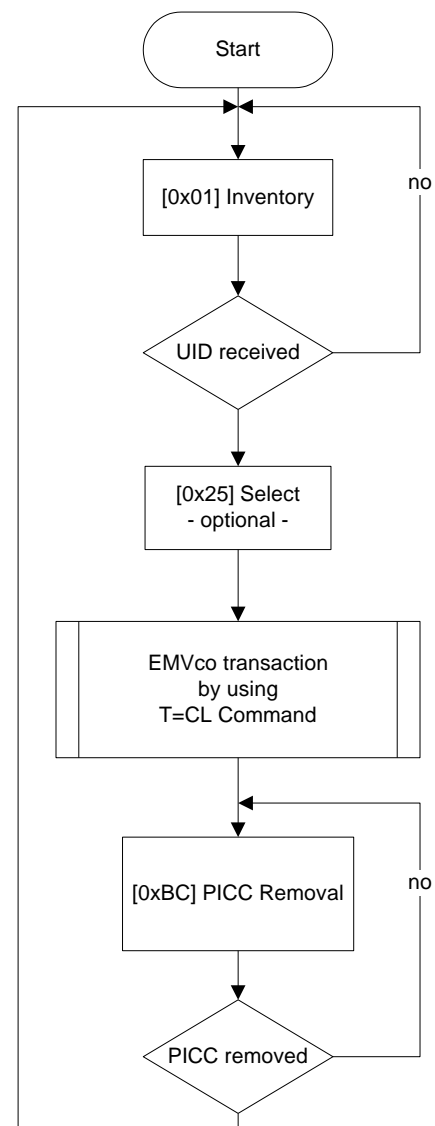 Start
[0x01] Inventory
no
UID received
[0x25] Select
- optional -
EMVco transaction
by using
T=CL Command
[0xBC] PICC Removal
no
PICC removed